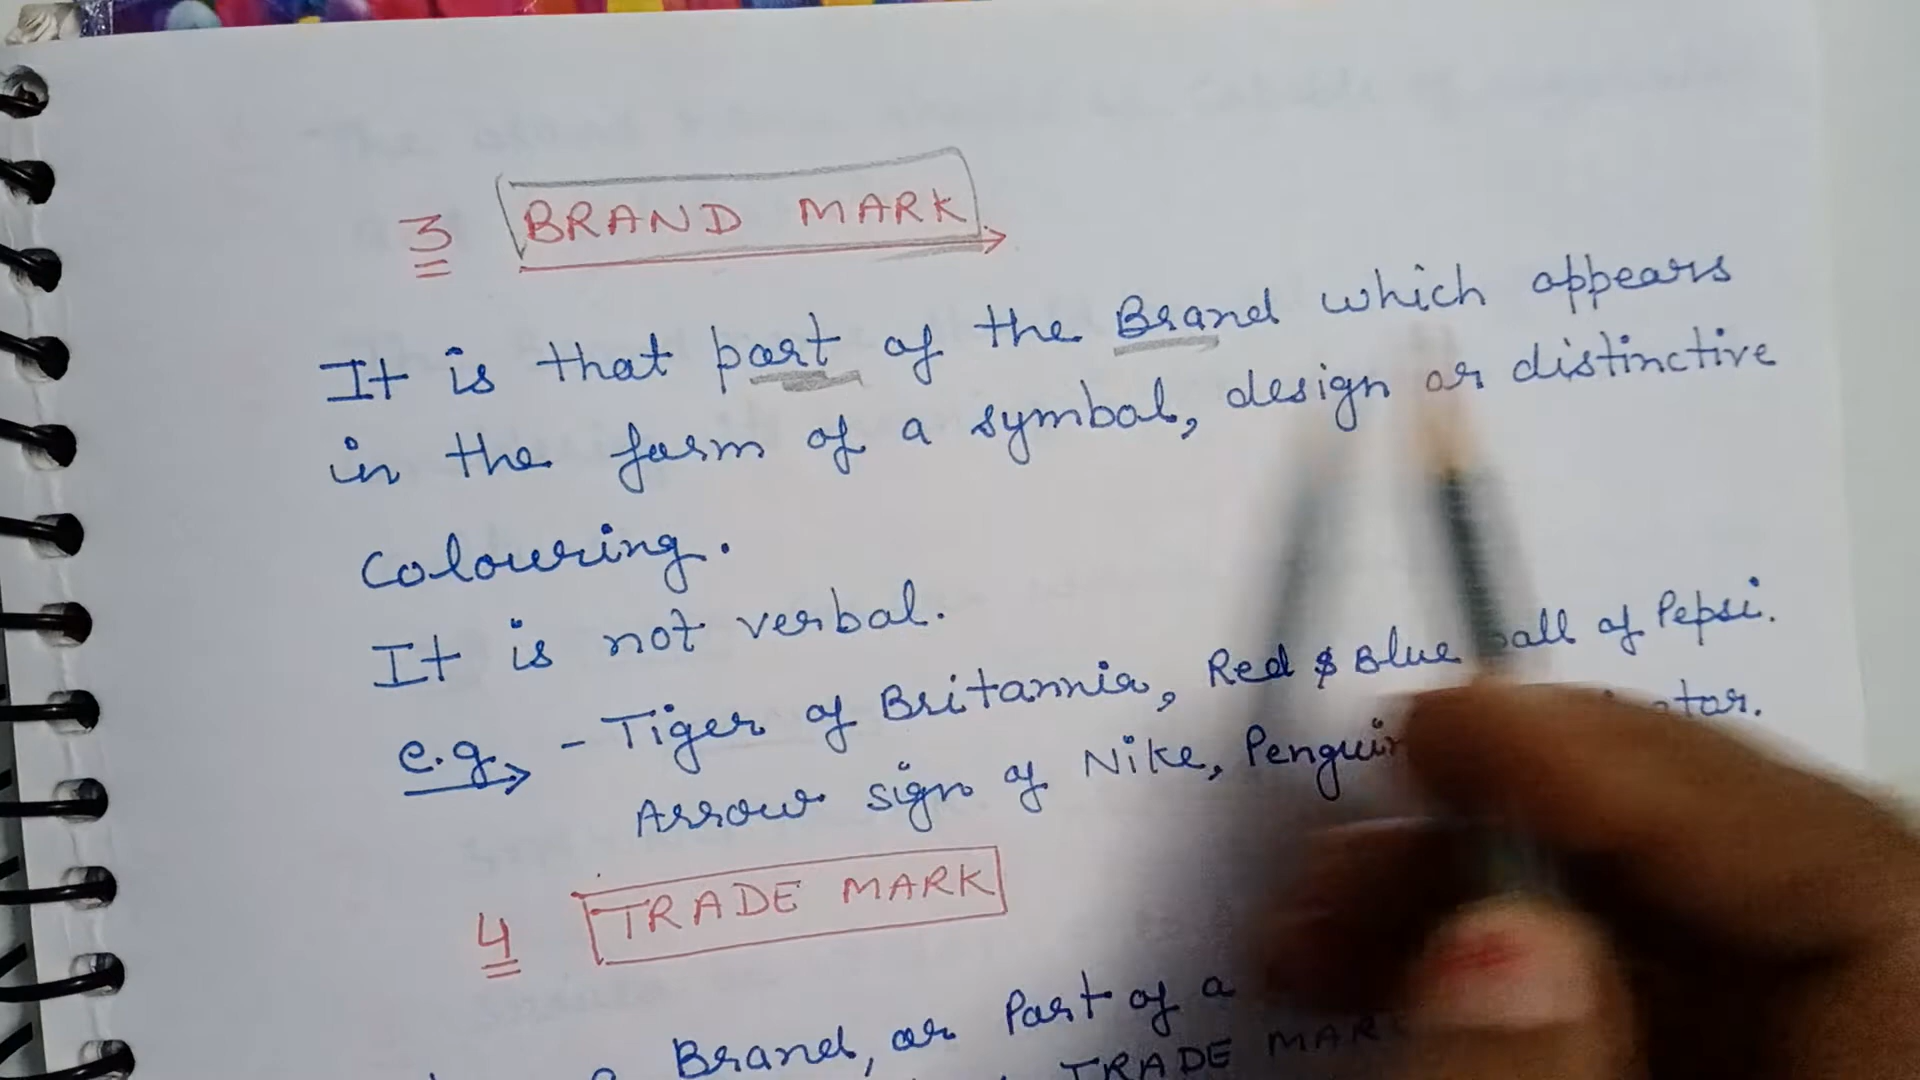 3 BRAND MARK
It is that part of the Brand which appears
in the form of a symbol, design or distinctive
Colouring.
It is not verbal.
e.g. - Tiger of Britannia, Red & Blue ball of Pepsi.
Arrow sign of Nike, Penguin
4 TRADE MARK
Brand, or Part of a
TRADE MARK